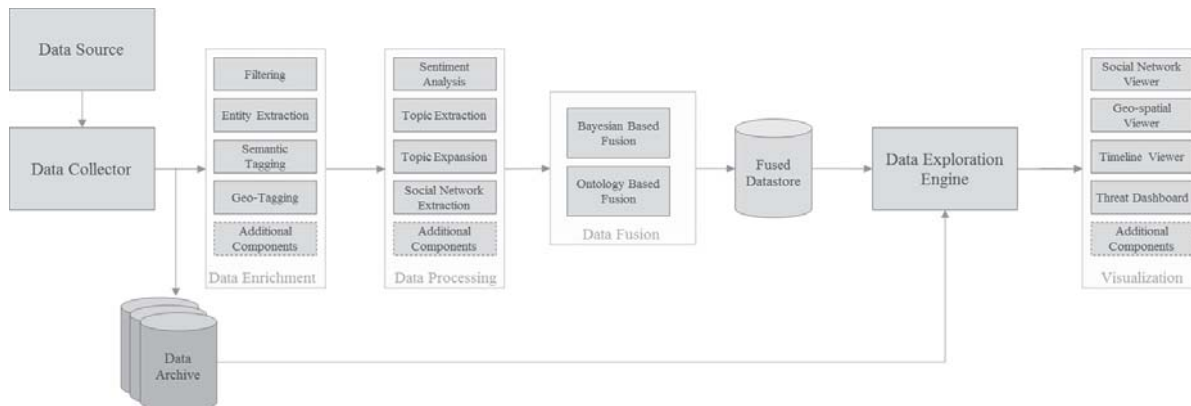 Data Source
Data Collector
Filtering
Entity Extraction
Semantic
Tagging
Geo-Tagging
Additional
Components
Data Enrichment
Sentiment
Analysis
Topic Extraction
Topic Expansion
Social Network
Extraction
Additional
Components
Data Processing
Bayesian Based
Fusion
Ontology Based
Fusion
Data Fusion
Fused
Datastore
Data Exploration
Engine
Social Network
Viewer
Geo-spatial
Viewer
Timeline Viewer
Threat Dashboard
Additional
Components
Visualization
Data
Archive